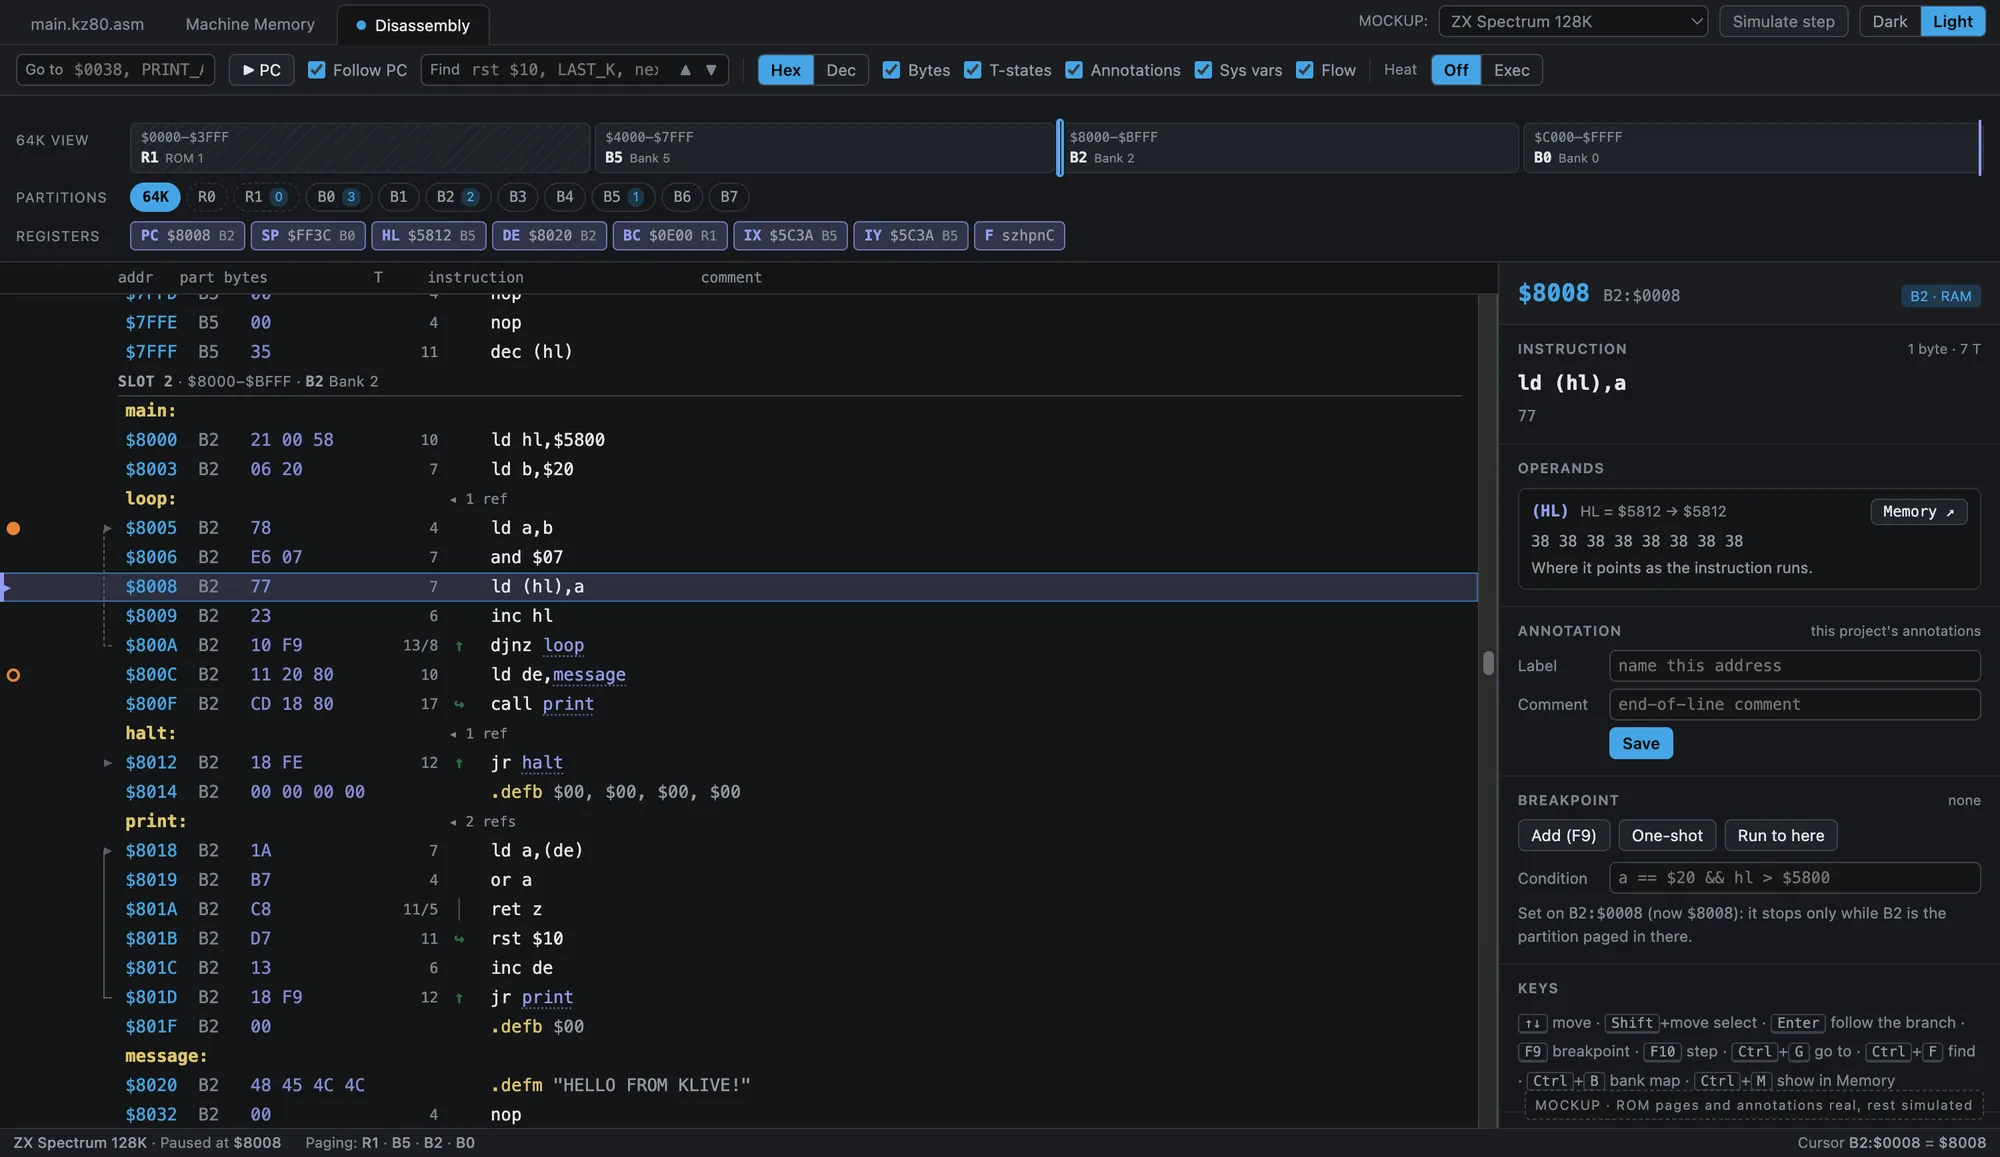 main.kz80.asm Machine Memory Disassembly MOCKUP: ZX Spectrum 128K Simulate step Dark Light
Go to $0038, PRINT_A ▶ PC Follow PC Find rst $10, LAST_K, ne ▲ ▼ Hex Dec Bytes T-states Annotations Sys vars Flow Heat Off Exec
64K VIEW
$0000–$3FFF $4000–$7FFF $8000–$BFFF $C000–$FFFF
R1 ROM 1 B5 Bank 5 B2 Bank 2 B0 Bank 0
PARTITIONS 64K R0 R1 0 B0 3 B1 B2 2 B3 B4 B5 1 B6 B7
REGISTERS PC $8008 B2 SP $FF3C B0 HL $5812 B5 DE $8020 B2 BC $0E00 R1 IX $5C3A B5 IY $5C3A B5 F szhpnC
addr part bytes T instruction comment
$7FFD B5 00 4 nop
$7FFE B5 00 4 nop
$7FFF B5 35 11 dec (hl)
SLOT 2 · $8000–$BFFF · B2 Bank 2
main:
$8000 B2 21 00 58 10 ld hl,$5800
$8003 B2 06 20 7 ld b,$20
loop: ◂ 1 ref
$8005 B2 78 4 ld a,b
$8006 B2 E6 07 7 and $07
$8008 B2 77 7 ld (hl),a
$8009 B2 23 6 inc hl
$800A B2 10 F9 13/8 ↑ djnz loop
$800C B2 11 20 80 10 ld de,message
$800F B2 CD 18 80 17 ↪ call print
halt: ◂ 1 ref
$8012 B2 18 FE 12 ↑ jr halt
$8014 B2 00 00 00 00 .defb $00, $00, $00, $00
print: ◂ 2 refs
$8018 B2 1A 7 ld a,(de)
$8019 B2 B7 4 or a
$801A B2 C8 11/5 ret z
$801B B2 D7 11 ↪ rst $10
$801C B2 13 6 inc de
$801D B2 18 F9 12 ↑ jr print
$801F B2 00 .defb $00
message:
$8020 B2 48 45 4C 4C .defm "HELLO FROM KLIVE!"
$8032 B2 00 4 nop
$8008 B2:$0008 B2 · RAM
INSTRUCTION 1 byte · 7 T
ld (hl),a
77
OPERANDS
(HL) HL = $5812 → $5812 Memory ↗
38 38 38 38 38 38 38 38
Where it points as the instruction runs.
ANNOTATION this project's annotations
Label name this address
Comment end-of-line comment
Save
BREAKPOINT none
Add (F9) One-shot Run to here
Condition a == $20 && hl > $5800
Set on B2:$0008 (now $8008): it stops only while B2 is the
partition paged in there.
KEYS
↑↓ move · Shift+move select · Enter follow the branch ·
F9 breakpoint · F10 step · Ctrl+G go to · Ctrl+F find
· Ctrl+B bank map · Ctrl+M show in Memory
MOCKUP · ROM pages and annotations real, rest simulated
ZX Spectrum 128K · Paused at $8008 Paging: R1 · B5 · B2 · B0 Cursor B2:$0008 = $8008